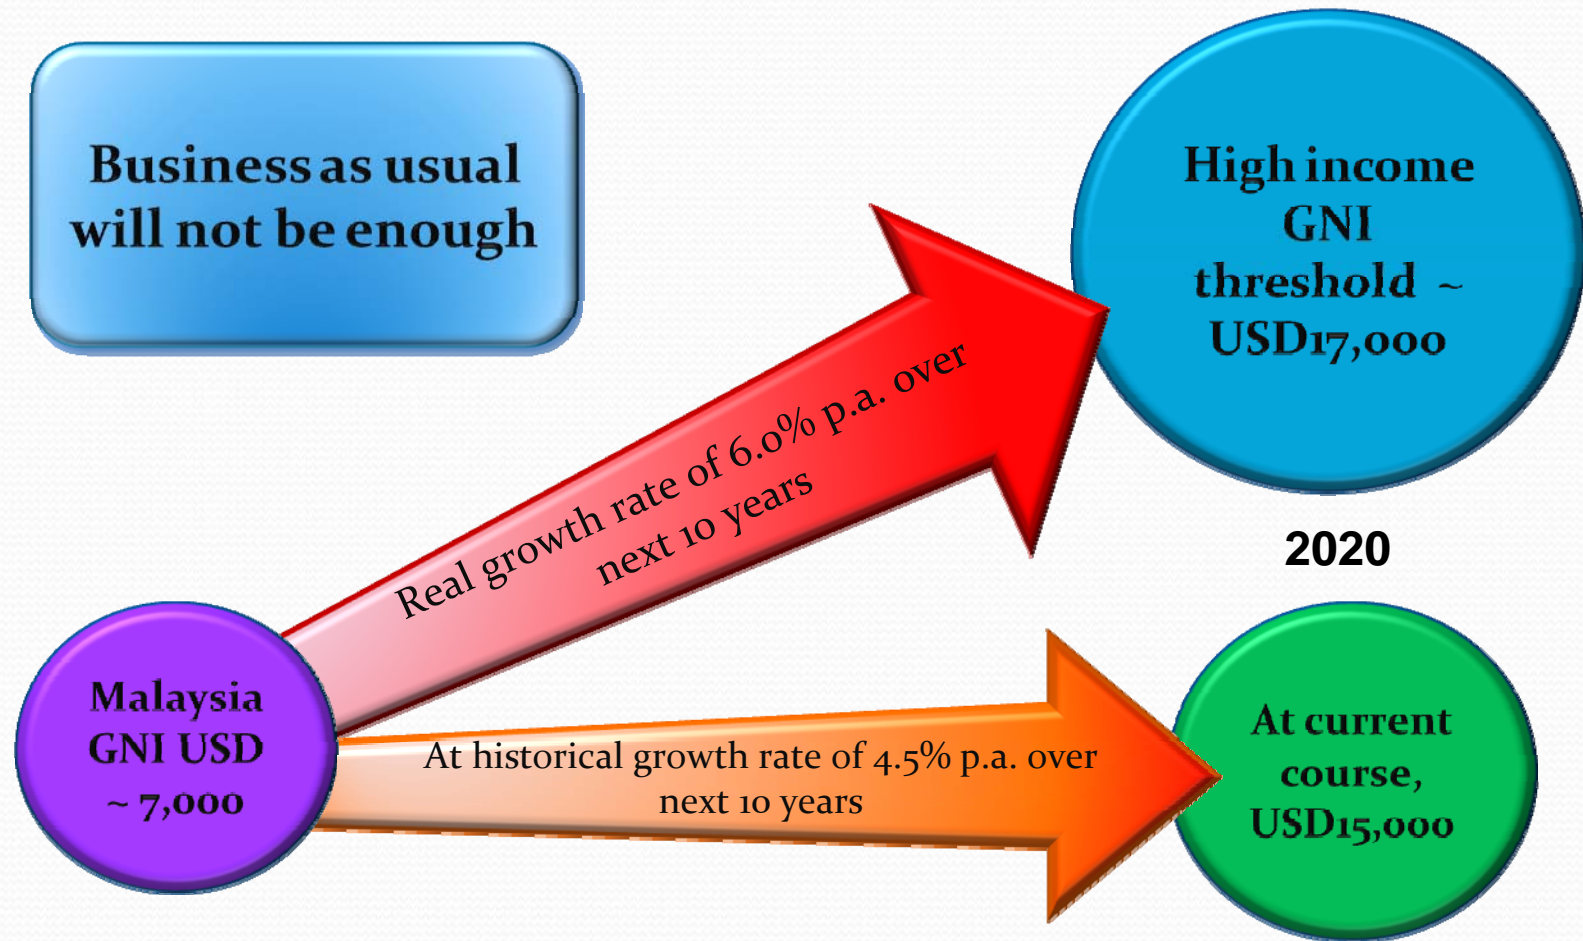 Business as usual
will not be enough
High income
GNI
threshold ~
USD17,000
Real growth rate of 6.0% p.a. over
next 10 years
2020
Malaysia
GNI USD
~ 7,000
At historical growth rate of 4.5% p.a. over
next 10 years
At current
course,
USD15,000